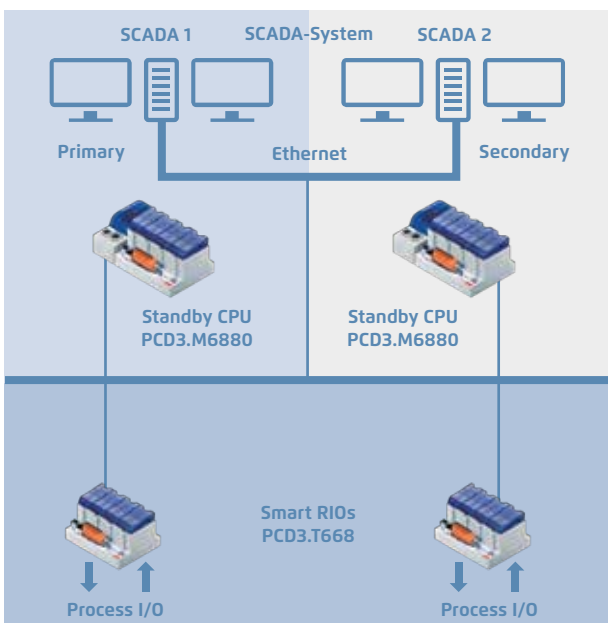 SCADA 1
SCADA-System
SCADA 2
Primary
Ethernet
Secondary
Standby CPU
PCD3.M6880
Standby CPU
PCD3.M6880
Smart RIOs
PCD3.T668
Process I/O
Process I/O